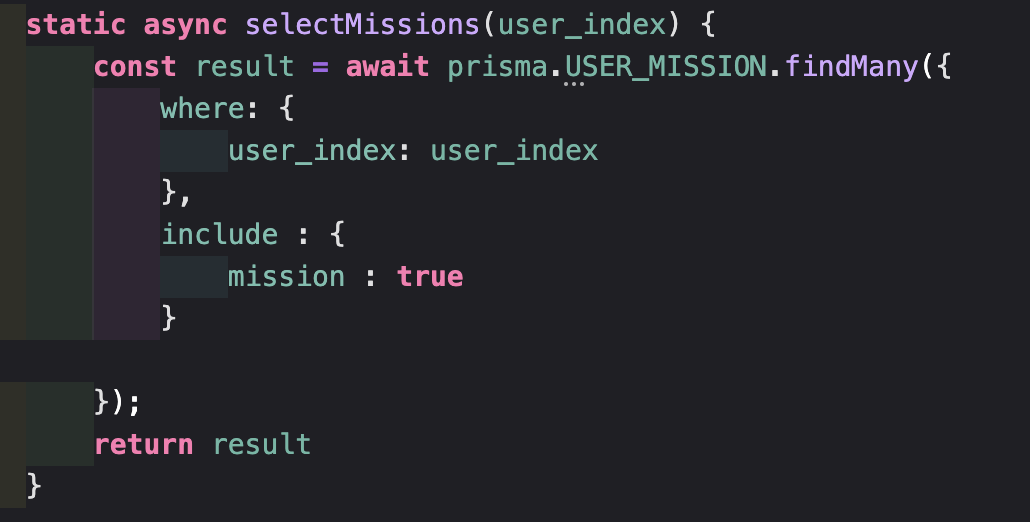 static async selectMissions(user_index) {
const result = await prisma.USER_MISSION.findMany({
where: {
user_index: user_index
},
include : {
mission : true
}
});
return result
}